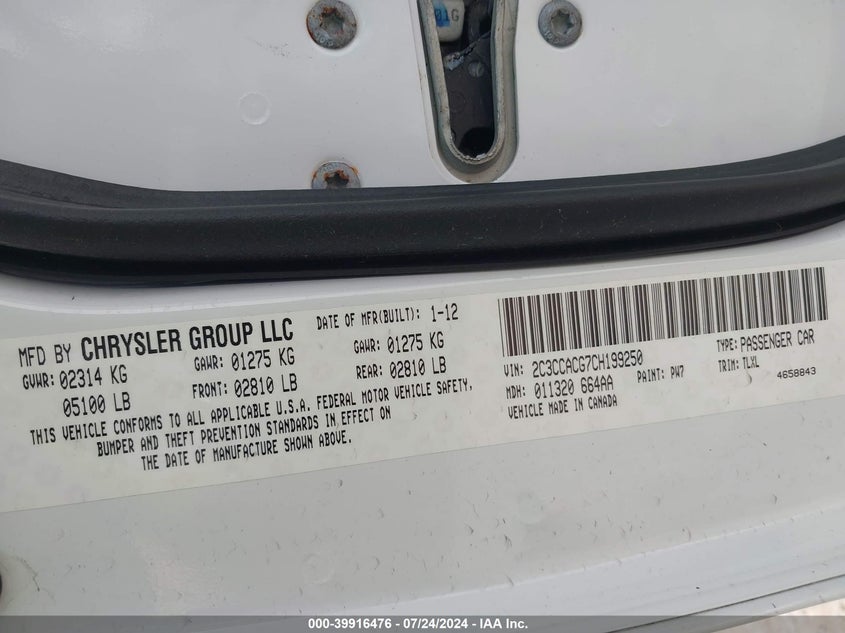 01G
MFD BY CHRYSLER GROUP LLC
DATE OF MFR(BUILT): 1-12
GVWR: 02314 KG
GAWR: 01275 KG
GAWR: 01275 KG
05100 LB
FRONT: 02810 LB
REAR: 02810 LB
THIS VEHICLE CONFORMS TO ALL APPLICABLE U.S.A. FEDERAL MOTOR VEHICLE SAFETY,
BUMPER AND THEFT PREVENTION STANDARDS IN EFFECT ON
THE DATE OF MANUFACTURE SHOWN ABOVE.
VIN: 2C3CCACG7CH199250
TYPE: PASSENGER CAR
MDH: 011320 664AA
PAINT: PW7
TRIM: TLXL
VEHICLE MADE IN CANADA
4658843
000-39916476 — 07/24/2024 — IAA Inc.